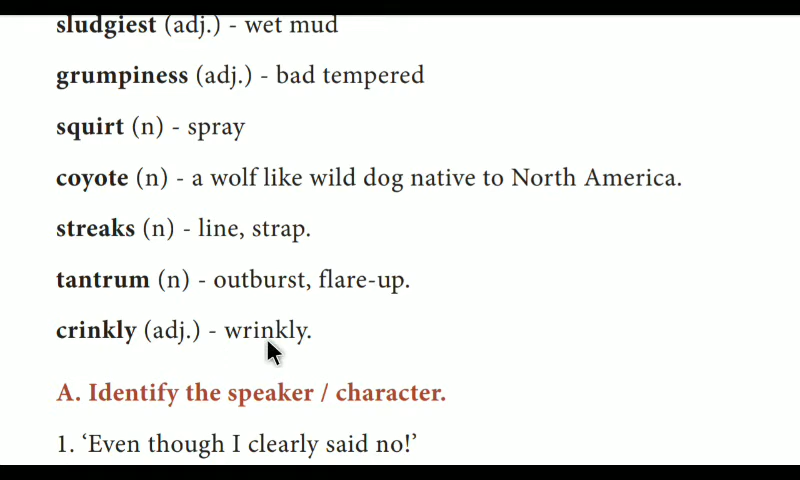 sludgiest (adj.) - wet mud
grumpiness (adj.) - bad tempered
squirt (n) - spray
coyote (n) - a wolf like wild dog native to North America.
streaks (n) - line, strap.
tantrum (n) - outburst, flare-up.
crinkly (adj.) - wrinkly.
A. Identify the speaker / character.
1. ‘Even though I clearly said no!’